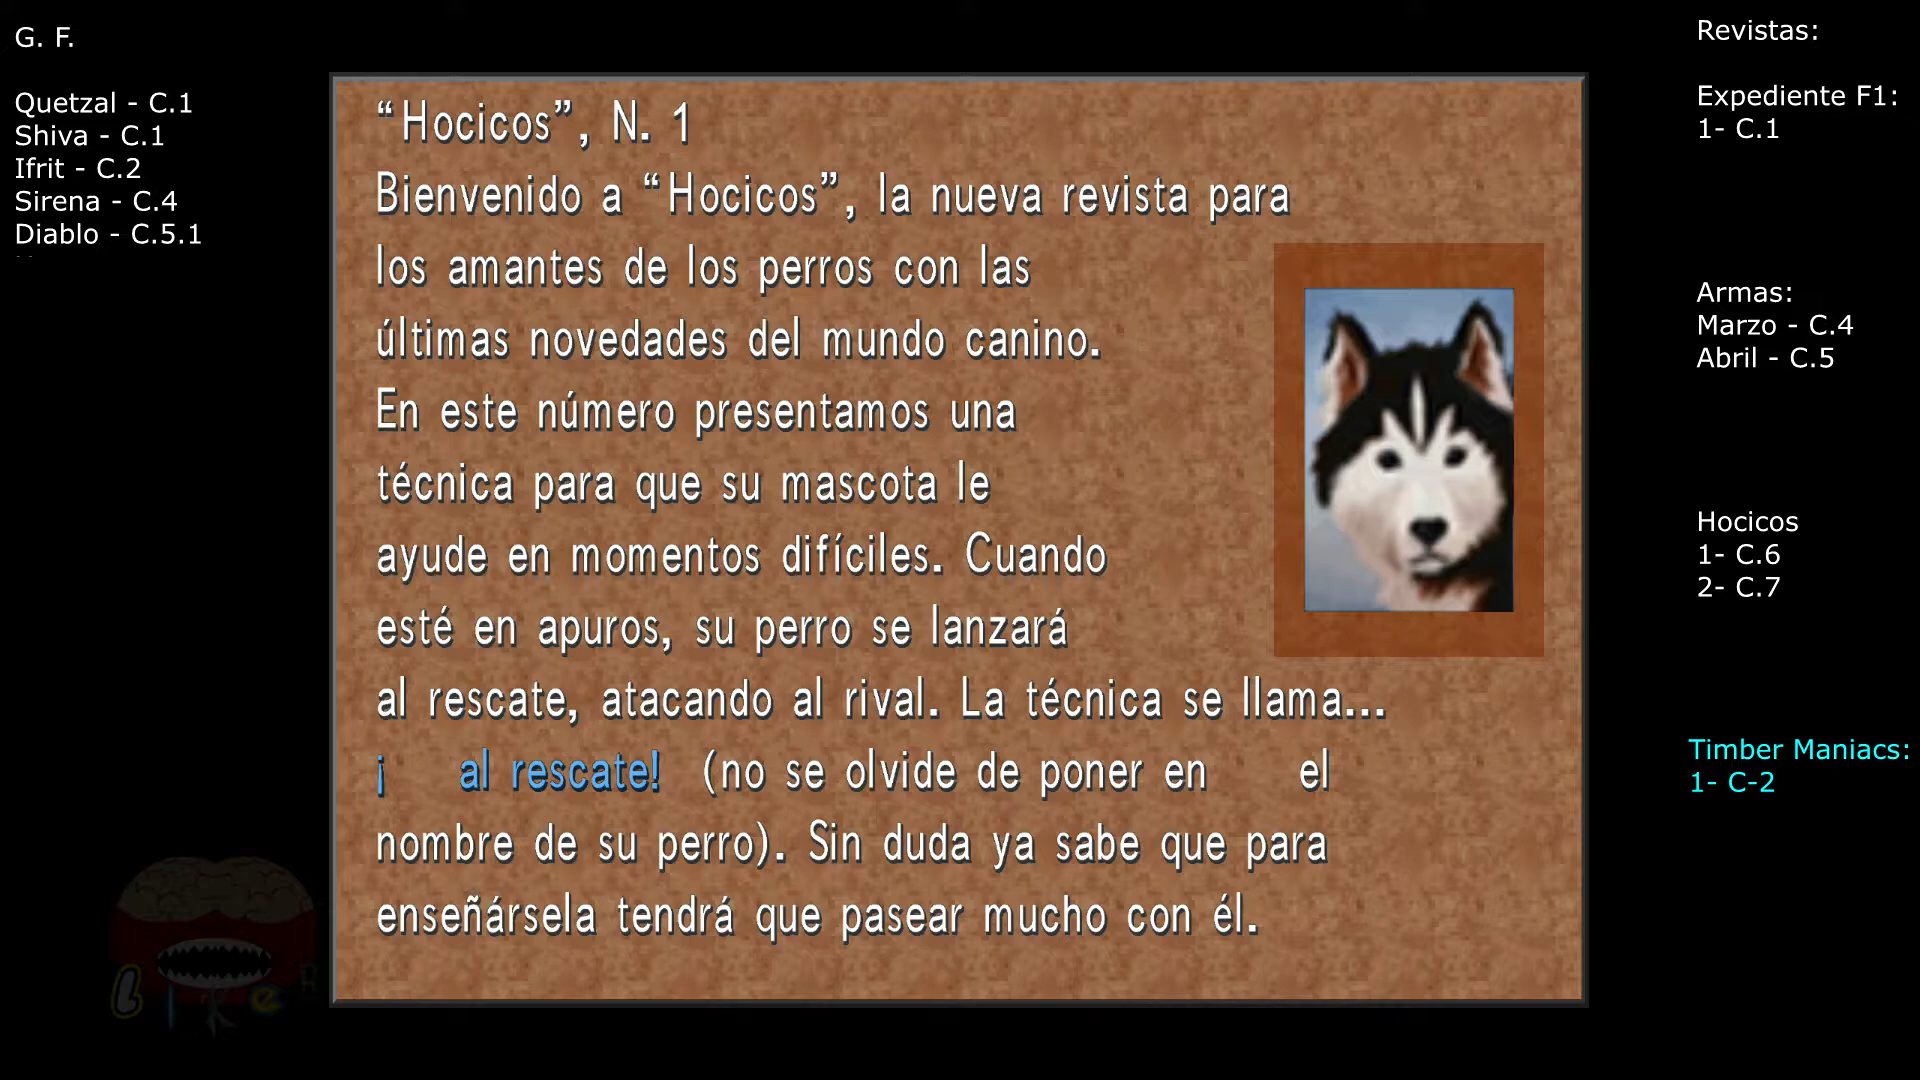 G. F.
Quetzal - C.1
Shiva - C.1
Ifrit - C.2
Sirena - C.4
Diablo - C.5.1
“Hocicos”, N. 1
Bienvenido a “Hocicos”, la nueva revista para
los amantes de los perros con las
últimas novedades del mundo canino.
En este número presentamos una
técnica para que su mascota le
ayude en momentos difíciles. Cuando
esté en apuros, su perro se lanzará
al rescate, atacando al rival. La técnica se llama...
¡ al rescate! (no se olvide de poner en el
nombre de su perro). Sin duda ya sabe que para
enseñársela tendrá que pasear mucho con él.
Revistas:
Expediente F1:
1- C.1
Armas:
Marzo - C.4
Abril - C.5
Hocicos
1- C.6
2- C.7
Timber Maniacs:
1- C-2